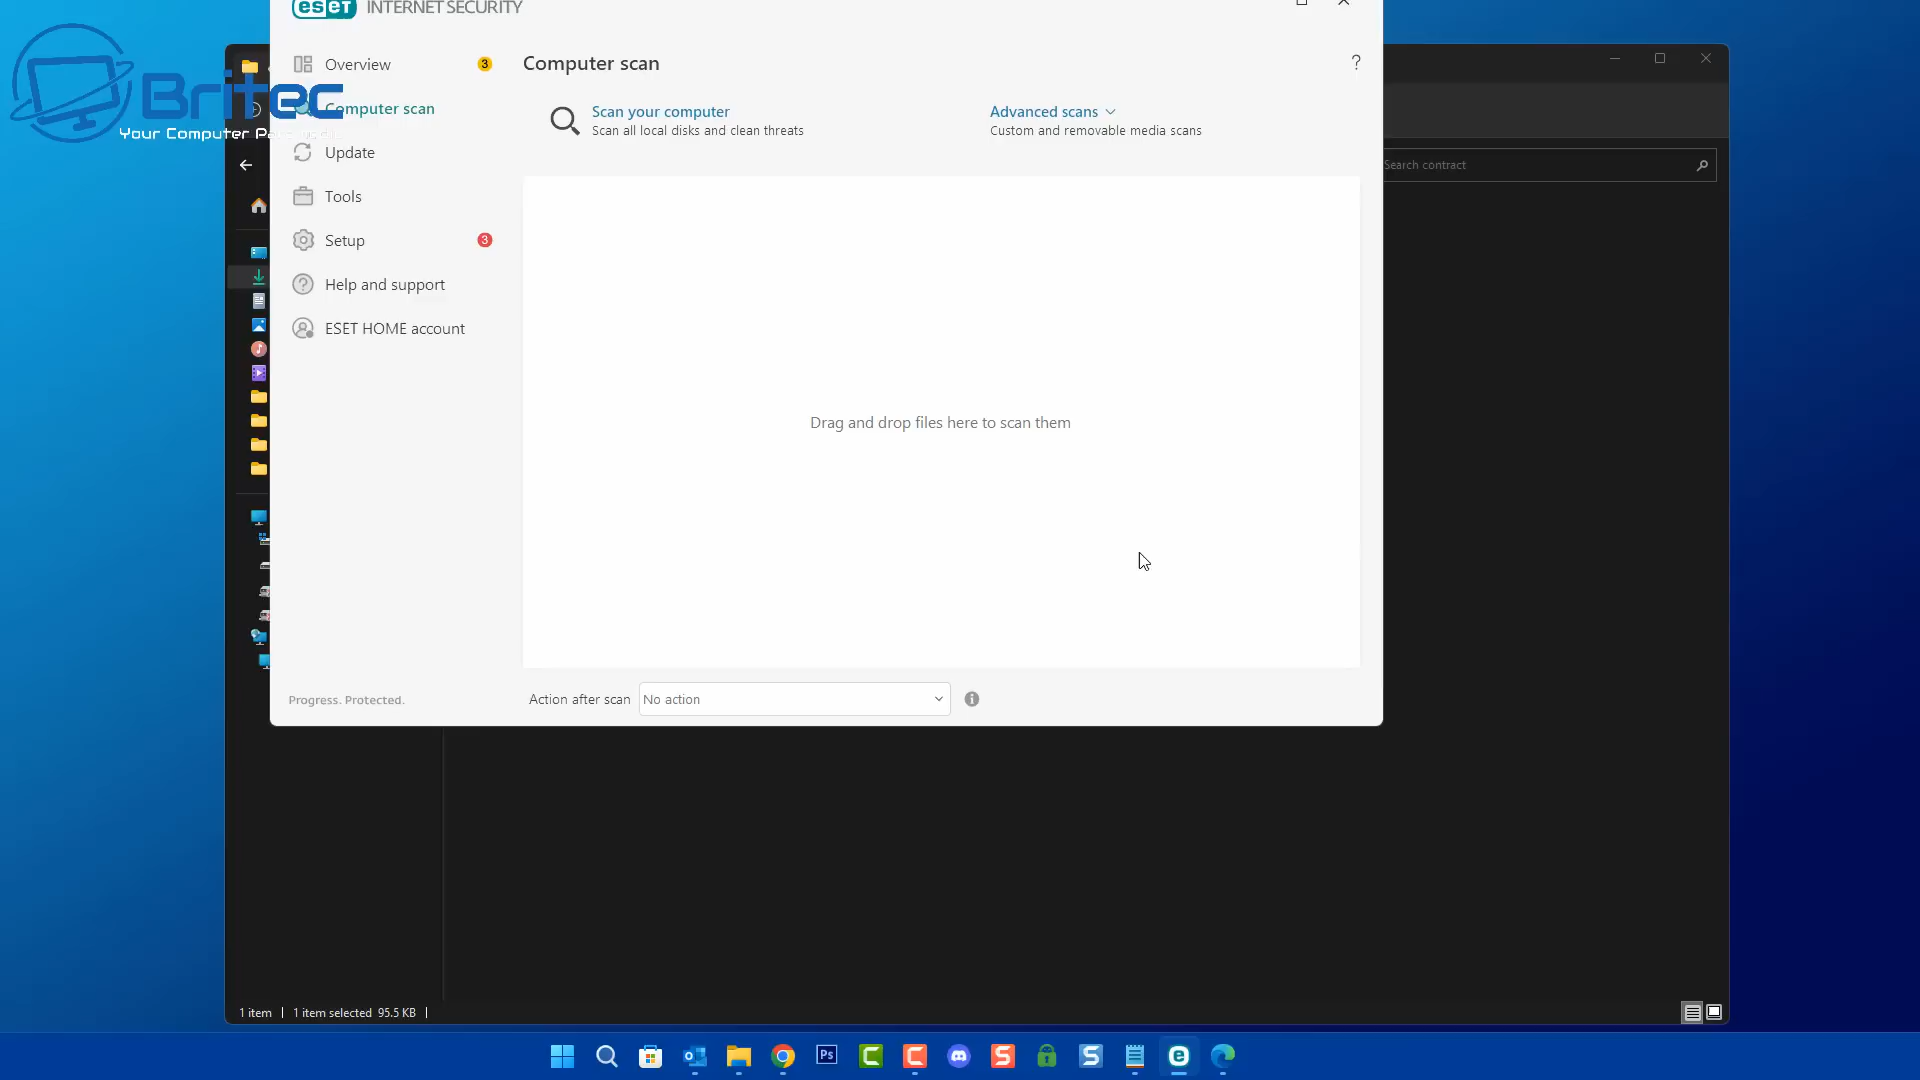 eset INTERNET SECURITY
Britec
Your Computer
Overview 3
Computer scan
Update
Tools
Setup 3
Help and support
ESET HOME account
Progress. Protected.
Computer scan ?
Scan your computer
Scan all local disks and clean threats
Advanced scans
Custom and removable media scans
Drag and drop files here to scan them
Action after scan No action
Search contract
1 item 1 item selected 95.5 KB
Ps